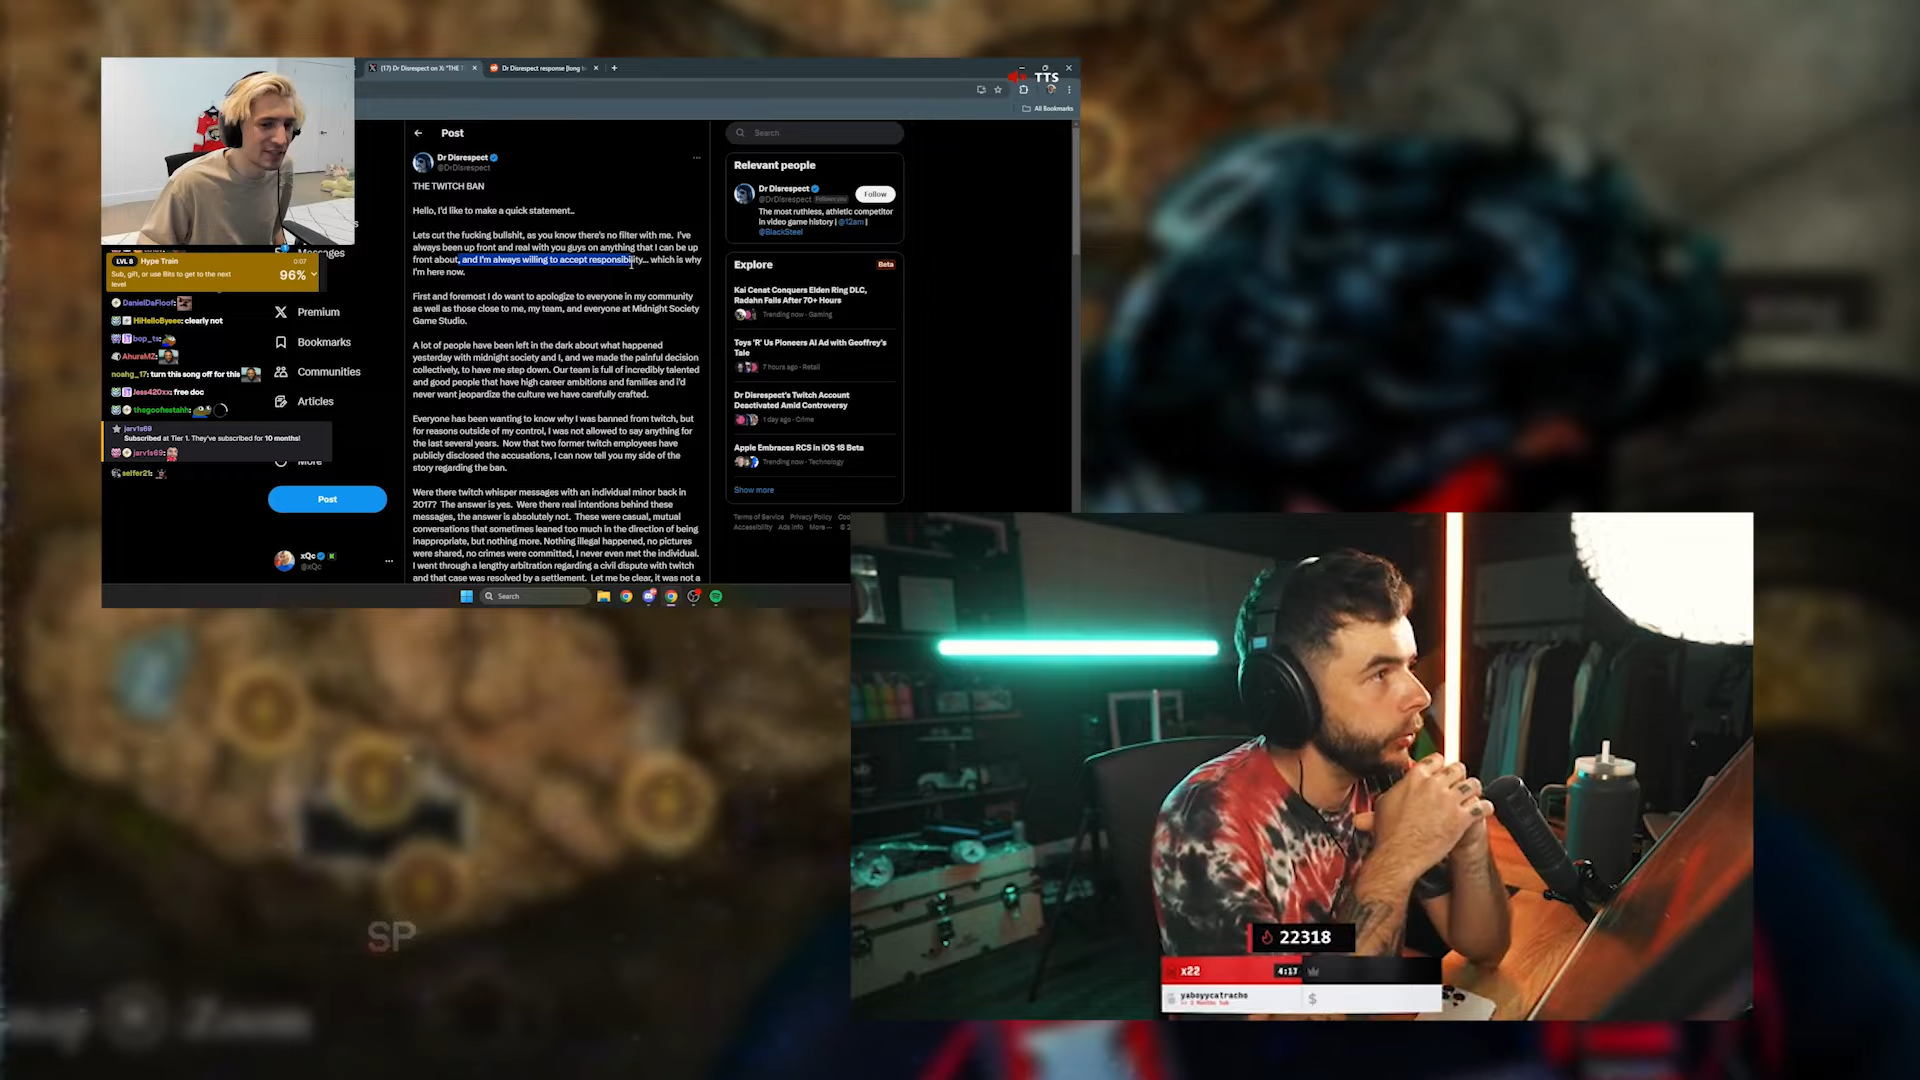 (17) Dr Disrespect on X: "THE T
Dr Disrespect response [long
TTS
All Bookmarks
Post
Search
Dr Disrespect
@DrDisrespect
THE TWITCH BAN
Hello, I'd like to make a quick statement..
Lets cut the fucking bullshit, as you know there's no filter with me. I've
always been up front and real with you guys on anything that I can be up
front about, and I'm always willing to accept responsibility... which is why
I'm here now.
First and foremost I do want to apologize to everyone in my community
as well as those close to me, my team, and everyone at Midnight Society
Game Studio.
A lot of people have been left in the dark about what happened
yesterday with midnight society and I, and we made the painful decision
collectively, to have me step down. Our team is full of incredibly talented
and good people that have high career ambitions and families and i'd
never want jeopardize the culture we have carefully crafted.
Everyone has been wanting to know why I was banned from twitch, but
for reasons outside of my control, I was not allowed to say anything for
the last several years. Now that two former twitch employees have
publicly disclosed the accusations, I can now tell you my side of the
story regarding the ban.
Were there twitch whisper messages with an individual minor back in
2017? The answer is yes. Were there real intentions behind these
messages, the answer is absolutely not. These were casual, mutual
conversations that sometimes leaned too much in the direction of being
inappropriate, but nothing more. Nothing illegal happened, no pictures
were shared, no crimes were committed, I never even met the individual.
I went through a lengthy arbitration regarding a civil dispute with twitch
and that case was resolved by a settlement. Let me be clear, it was not a
Relevant people
Dr Disrespect
@DrDisrespect Follows you
Follow
The most ruthless, athletic competitor
in video game history | @12am |
@BlackSteel
Explore
Beta
Kai Cenat Conquers Elden Ring DLC,
Radahn Falls After 70+ Hours
Trending now · Gaming
Toys 'R' Us Pioneers AI Ad with Geoffrey's
Tale
7 hours ago · Retail
Dr Disrespect's Twitch Account
Deactivated Amid Controversy
1 day ago · Crime
Apple Embraces RCS in iOS 18 Beta
Trending now · Technology
Show more
Terms of Service Privacy Policy Coo
Accessibility Ads info More ···
Messages
Premium
Bookmarks
Communities
Articles
More
Post
xQc
@xQc
LVL 8 Hype Train
0:07
Sub, gift, or use Bits to get to the next
level
96%
DanielDaFloof:
HiHelloByeee: clearly not
bop_ts:
AhuraMZ:
noahg_17: turn this song off for this
Jess420xx: free doc
thegoofiestahh:
jarv1s69
Subscribed at Tier 1. They've subscribed for 10 months!
jarv1s69:
selfer21:
Search
22318
x22
4:17
yaboyycatracho
$
SP
Zoom